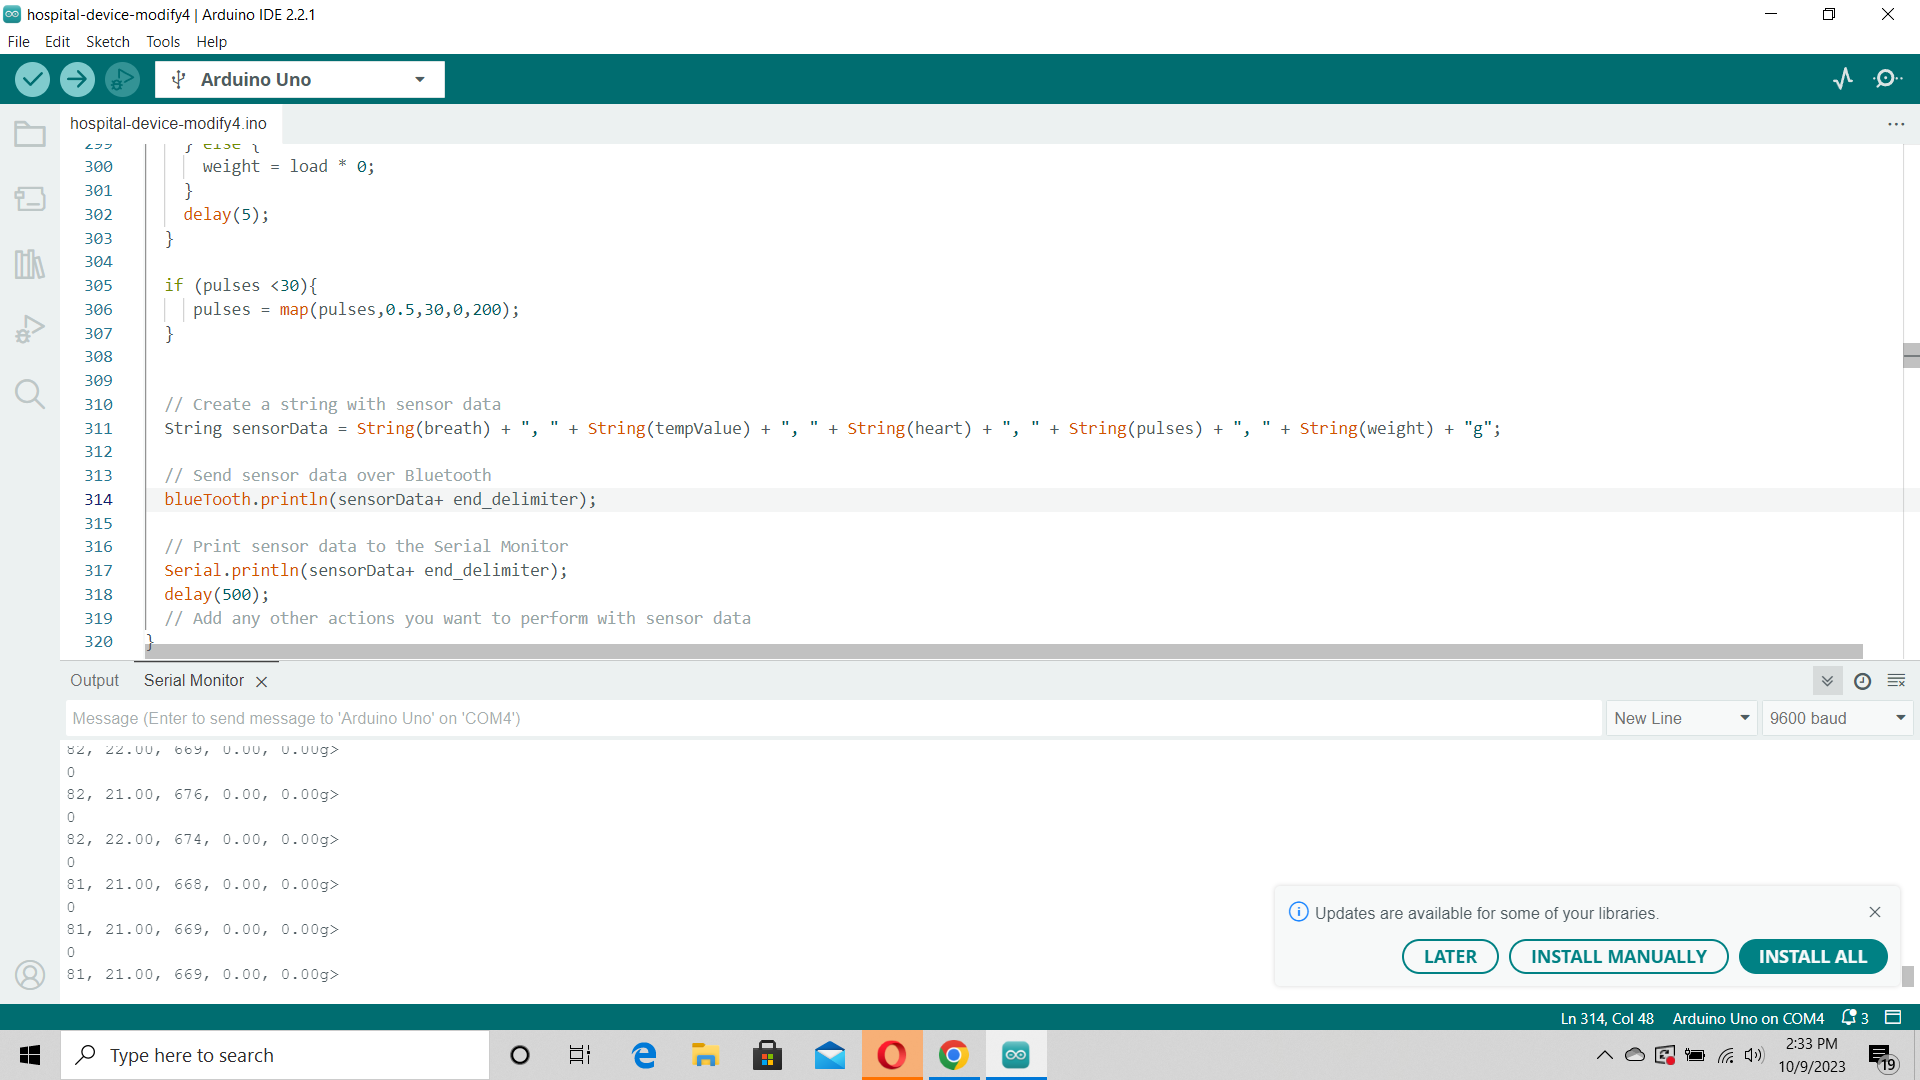 hospital-device-modify4 | Arduino IDE 2.2.1
File Edit Sketch Tools Help
Arduino Uno
hospital-device-modify4.ino
299 } else {
300 weight = load * 0;
301 }
302 delay(5);
303 }
304
305 if (pulses <30){
306 pulses = map(pulses,0.5,30,0,200);
307 }
308
309
310 // Create a string with sensor data
311 String sensorData = String(breath) + ", " + String(tempValue) + ", " + String(heart) + ", " + String(pulses) + ", " + String(weight) + "g";
312
313 // Send sensor data over Bluetooth
314 blueTooth.println(sensorData+ end_delimiter);
315
316 // Print sensor data to the Serial Monitor
317 Serial.println(sensorData+ end_delimiter);
318 delay(500);
319 // Add any other actions you want to perform with sensor data
320 }
Output Serial Monitor
Message (Enter to send message to 'Arduino Uno' on 'COM4')
New Line 9600 baud
82, 22.00, 669, 0.00, 0.00g>
0
82, 21.00, 676, 0.00, 0.00g>
0
82, 22.00, 674, 0.00, 0.00g>
0
81, 21.00, 668, 0.00, 0.00g>
0
81, 21.00, 669, 0.00, 0.00g>
0
81, 21.00, 669, 0.00, 0.00g>
Updates are available for some of your libraries.
LATER INSTALL MANUALLY INSTALL ALL
Ln 314, Col 48 Arduino Uno on COM4 3
Type here to search
2:33 PM
10/9/2023
19